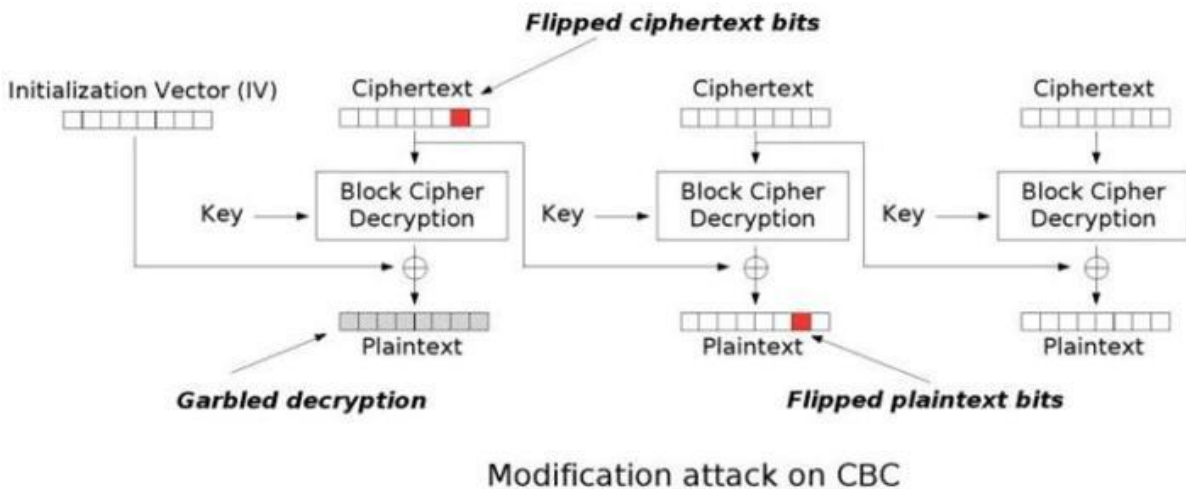 Flipped ciphertext bits
Initialization Vector (IV)
Ciphertext
Ciphertext
Ciphertext
Key
Block Cipher
Decryption
Key
Block Cipher
Decryption
Key
Block Cipher
Decryption
Plaintext
Plaintext
Plaintext
Garbled decryption
Flipped plaintext bits
Modification attack on CBC